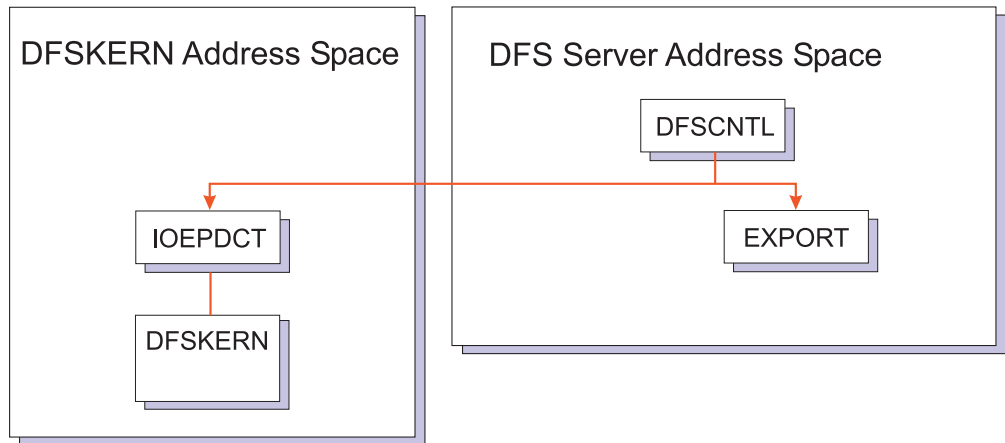 DFSKERN Address Space
DFS Server Address Space
DFSCNTL
IOEPDCT
EXPORT
DFSKERN